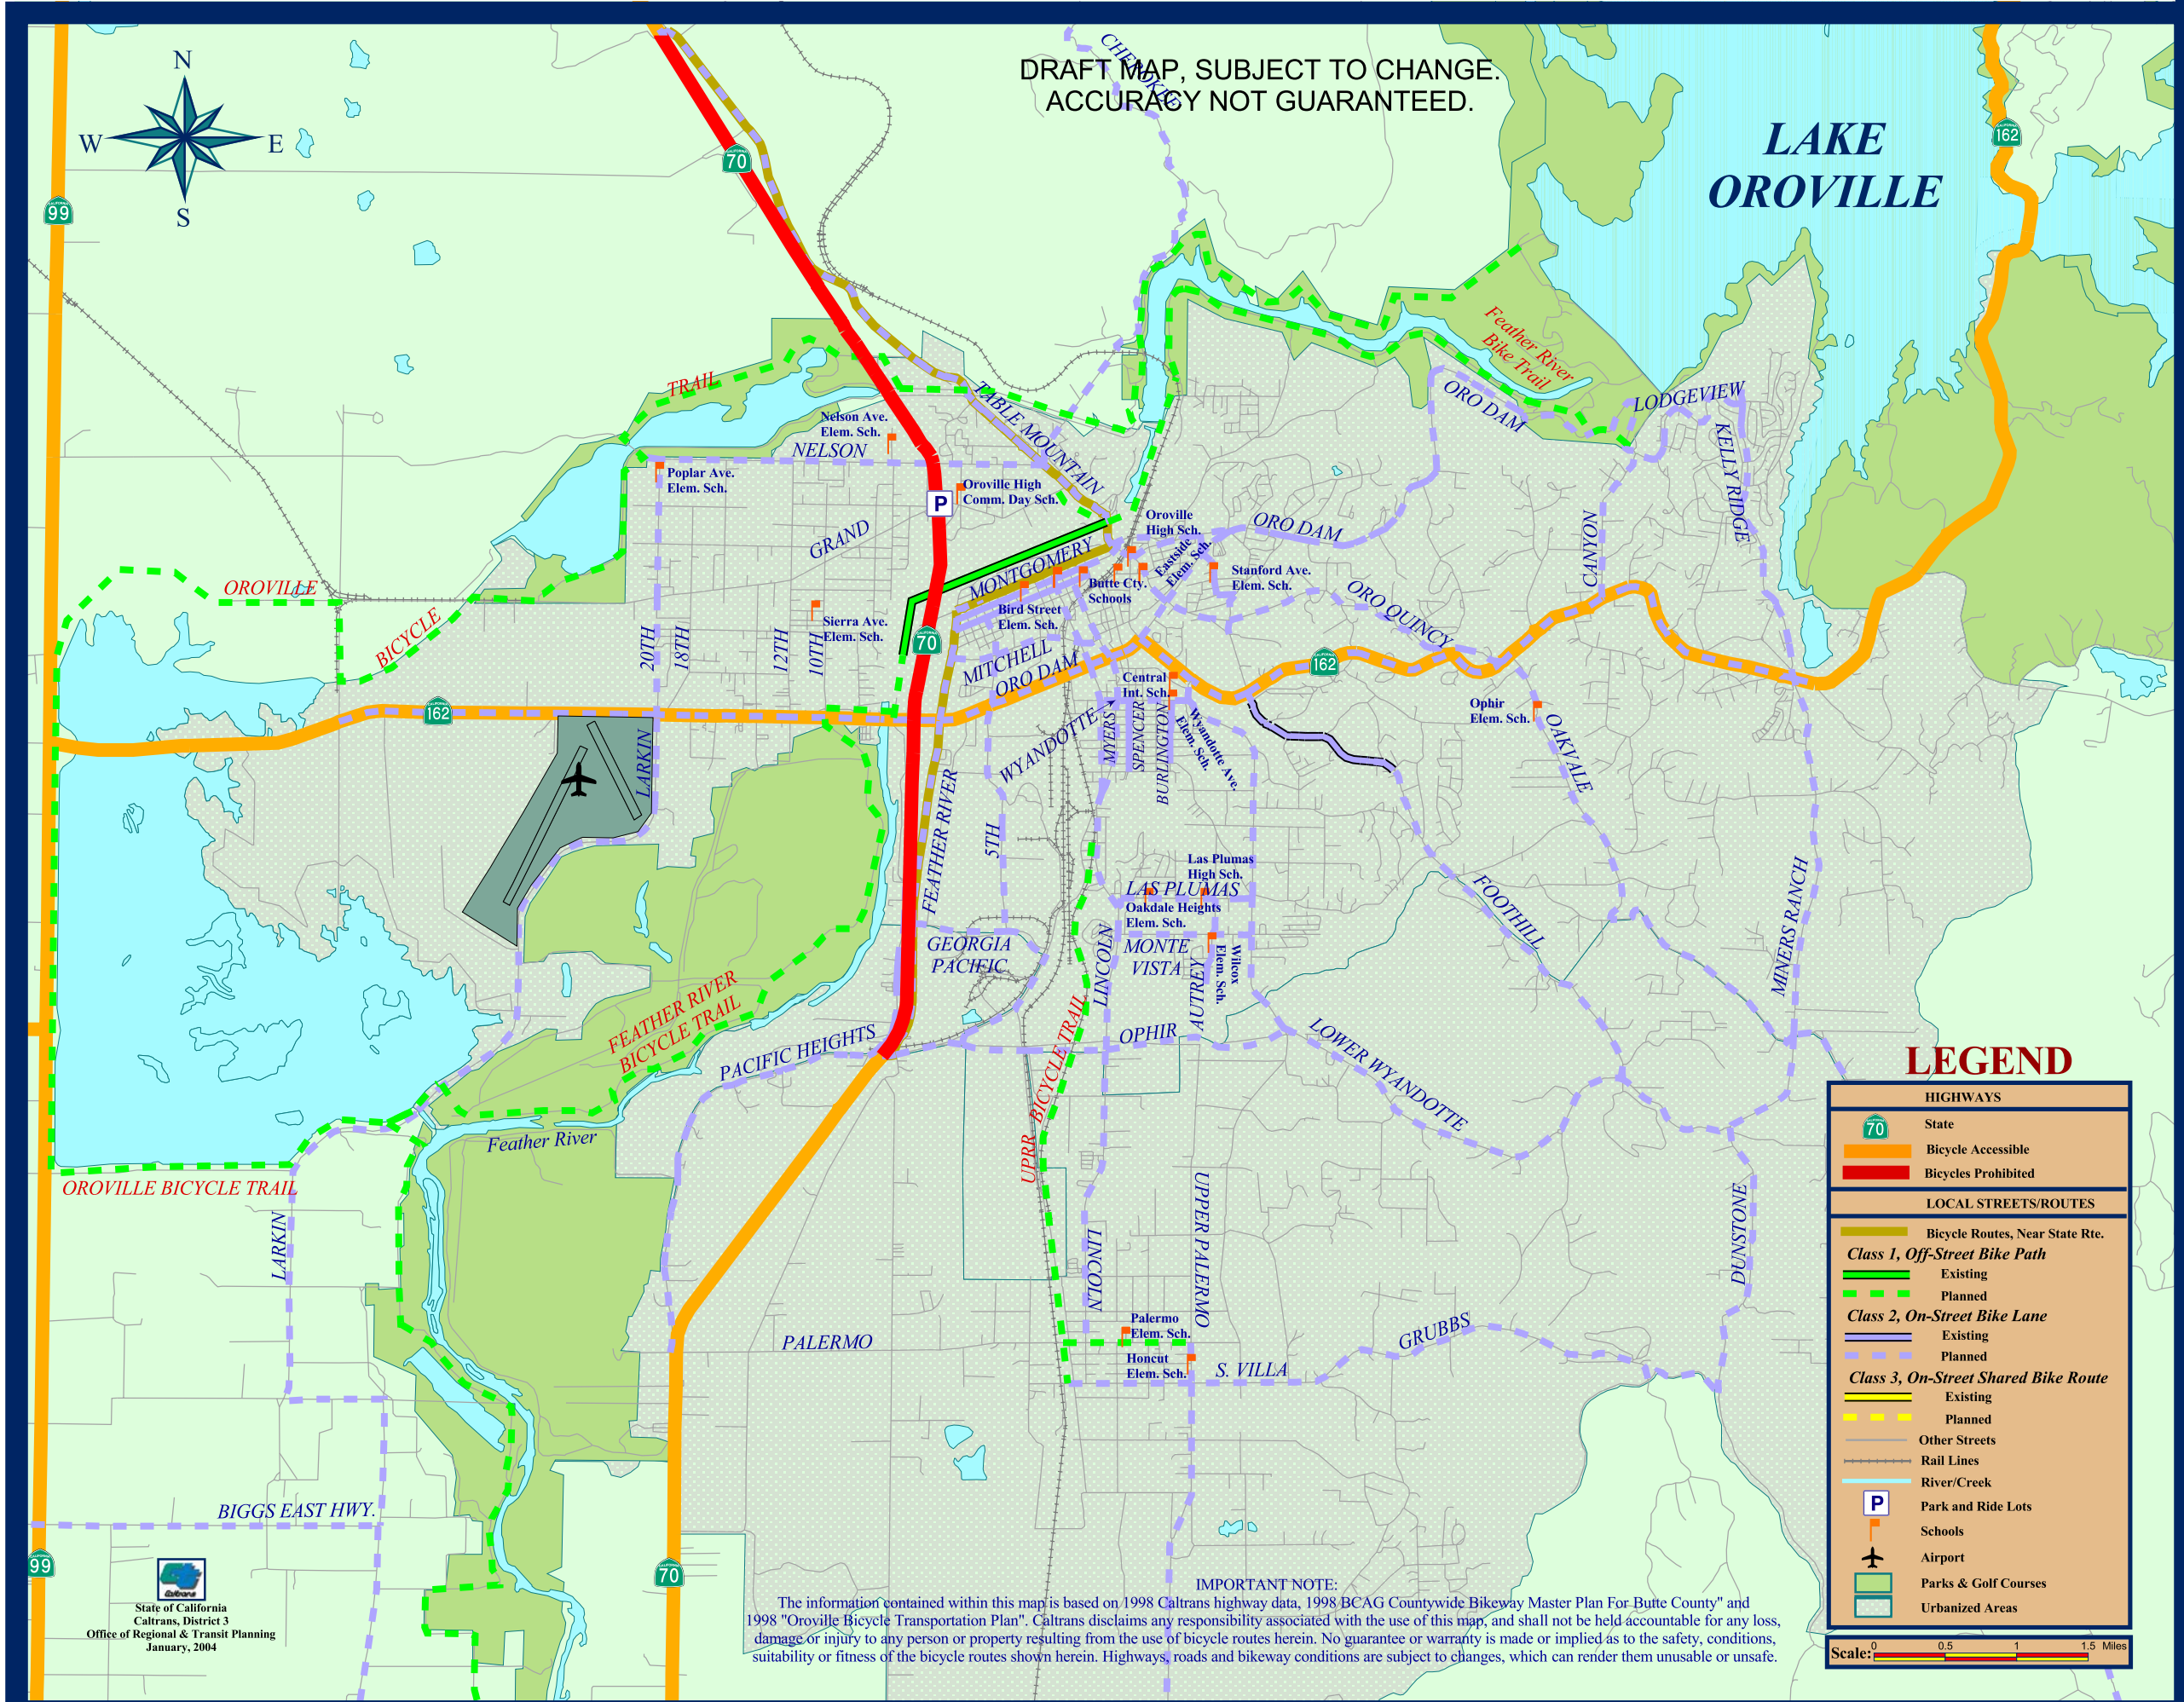 DRAFT MAP, SUBJECT TO CHANGE.
ACCURACY NOT GUARANTEED.
CHEROKEE
N
W
E
S
LAKE
OROVILLE
CALIFORNIA
99
CALIFORNIA
70
CALIFORNIA
162
Feather River
Bike Trail
TRAIL
TABLE MOUNTAIN
ORO DAM
LODGEVIEW
KELLY RIDGE
Nelson Ave.
Elem. Sch.
NELSON
Poplar Ave.
Elem. Sch.
Oroville High
Comm. Day Sch.
P
GRAND
Oroville
High Sch.
ORO DAM
Eastside
Elem. Sch.
CANYON
MONTGOMERY
Butte Cty.
Schools
Stanford Ave.
Elem. Sch.
ORO QUINCY
OROVILLE
BICYCLE
Bird Street
Elem. Sch.
Sierra Ave.
Elem. Sch.
20TH
18TH
12TH
10TH
CALIFORNIA
70
MITCHELL
ORO DAM
CALIFORNIA
162
Central
Int. Sch.
CALIFORNIA
162
Ophir
Elem. Sch.
OAKVALE
WYANDOTTE
MYERS
SPENCER
BURLINGTON
Wyandotte Ave.
Elem. Sch.
LARKIN
FEATHER RIVER
5TH
Las Plumas
High Sch.
LAS PLUMAS
Oakdale Heights
Elem. Sch.
FOOTHILL
MINERS RANCH
GEORGIA
PACIFIC
LINCOLN
MONTE
VISTA
AUTREY
Wilcox
Elem. Sch.
FEATHER RIVER
BICYCLE TRAIL
PACIFIC HEIGHTS
OPHIR
LOWER WYANDOTTE
UPRR BICYCLE TRAIL
Feather River
OROVILLE BICYCLE TRAIL
LARKIN
LINCOLN
UPPER PALERMO
DUNSTONE
PALERMO
Palermo
Elem. Sch.
Honcut
Elem. Sch.
S. VILLA
GRUBBS
BIGGS EAST HWY.
CALIFORNIA
99
CALIFORNIA
70
Caltrans
State of California
Caltrans, District 3
Office of Regional & Transit Planning
January, 2004
IMPORTANT NOTE:
The information contained within this map is based on 1998 Caltrans highway data, 1998 BCAG Countywide Bikeway Master Plan For Butte County" and
1998 "Oroville Bicycle Transportation Plan". Caltrans disclaims any responsibility associated with the use of this map, and shall not be held accountable for any loss,
damage or injury to any person or property resulting from the use of bicycle routes herein. No guarantee or warranty is made or implied as to the safety, conditions,
suitability or fitness of the bicycle routes shown herein. Highways, roads and bikeway conditions are subject to changes, which can render them unusable or unsafe.
LEGEND
HIGHWAYS
CALIFORNIA
70
State
Bicycle Accessible
Bicycles Prohibited
LOCAL STREETS/ROUTES
Bicycle Routes, Near State Rte.
Class 1, Off-Street Bike Path
Existing
Planned
Class 2, On-Street Bike Lane
Existing
Planned
Class 3, On-Street Shared Bike Route
Existing
Planned
Other Streets
Rail Lines
River/Creek
P
Park and Ride Lots
Schools
Airport
Parks & Golf Courses
Urbanized Areas
Scale: 0 0.5 1 1.5 Miles